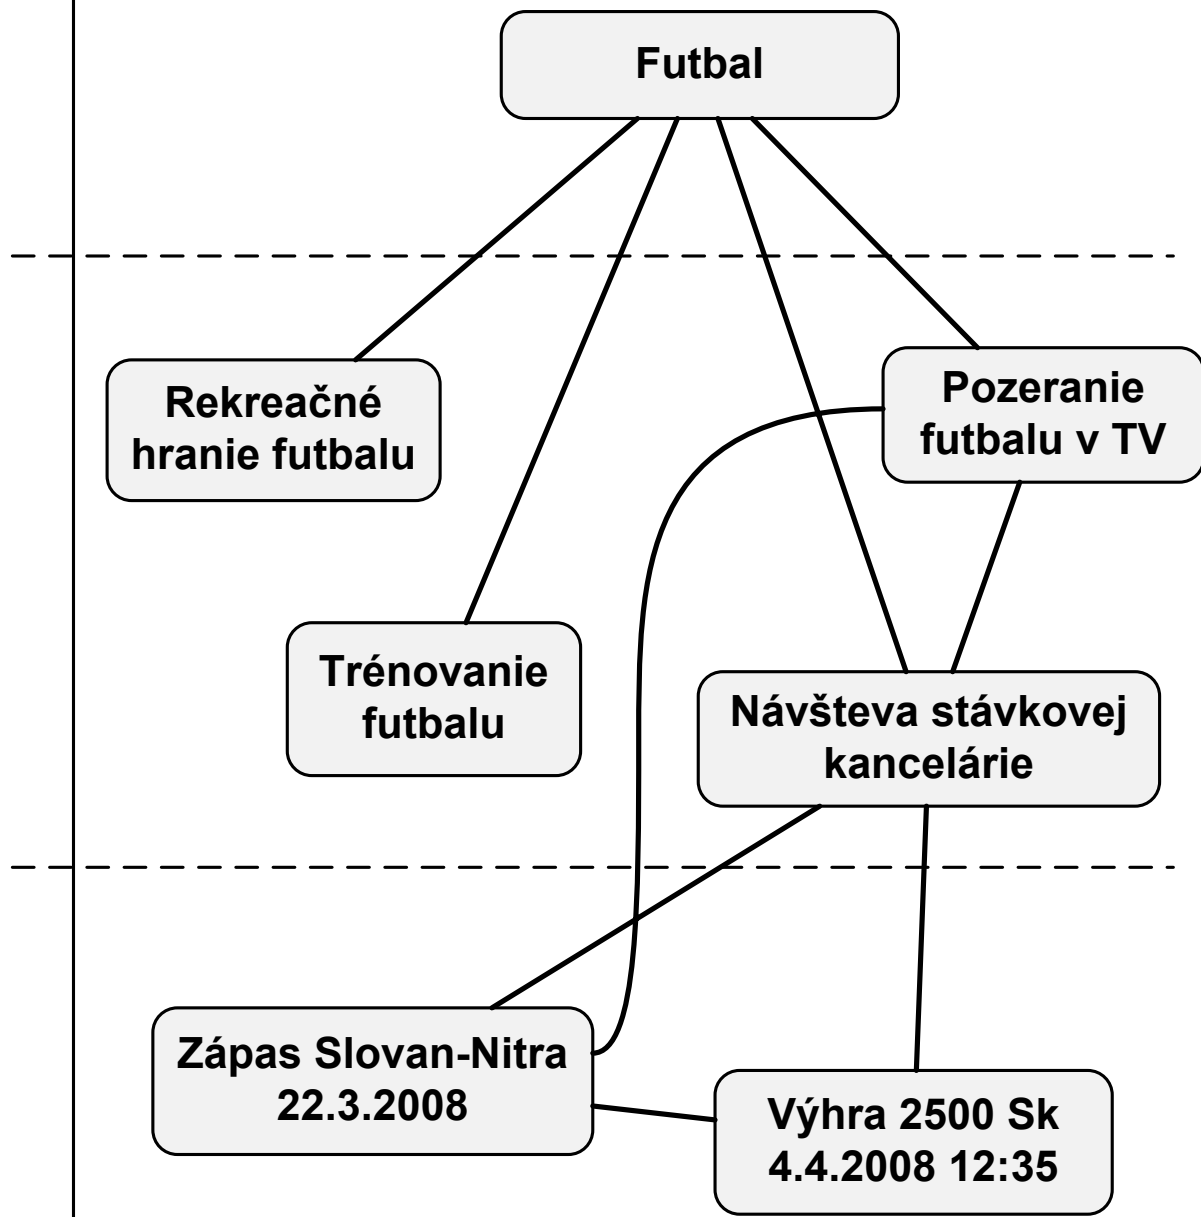 Futbal
Rekreačné
hranie futbalu
Pozeranie
futbalu v TV
Trénovanie
futbalu
Návšteva stávkovej
kancelárie
Zápas Slovan-Nitra
22.3.2008
Výhra 2500 Sk
4.4.2008 12:35